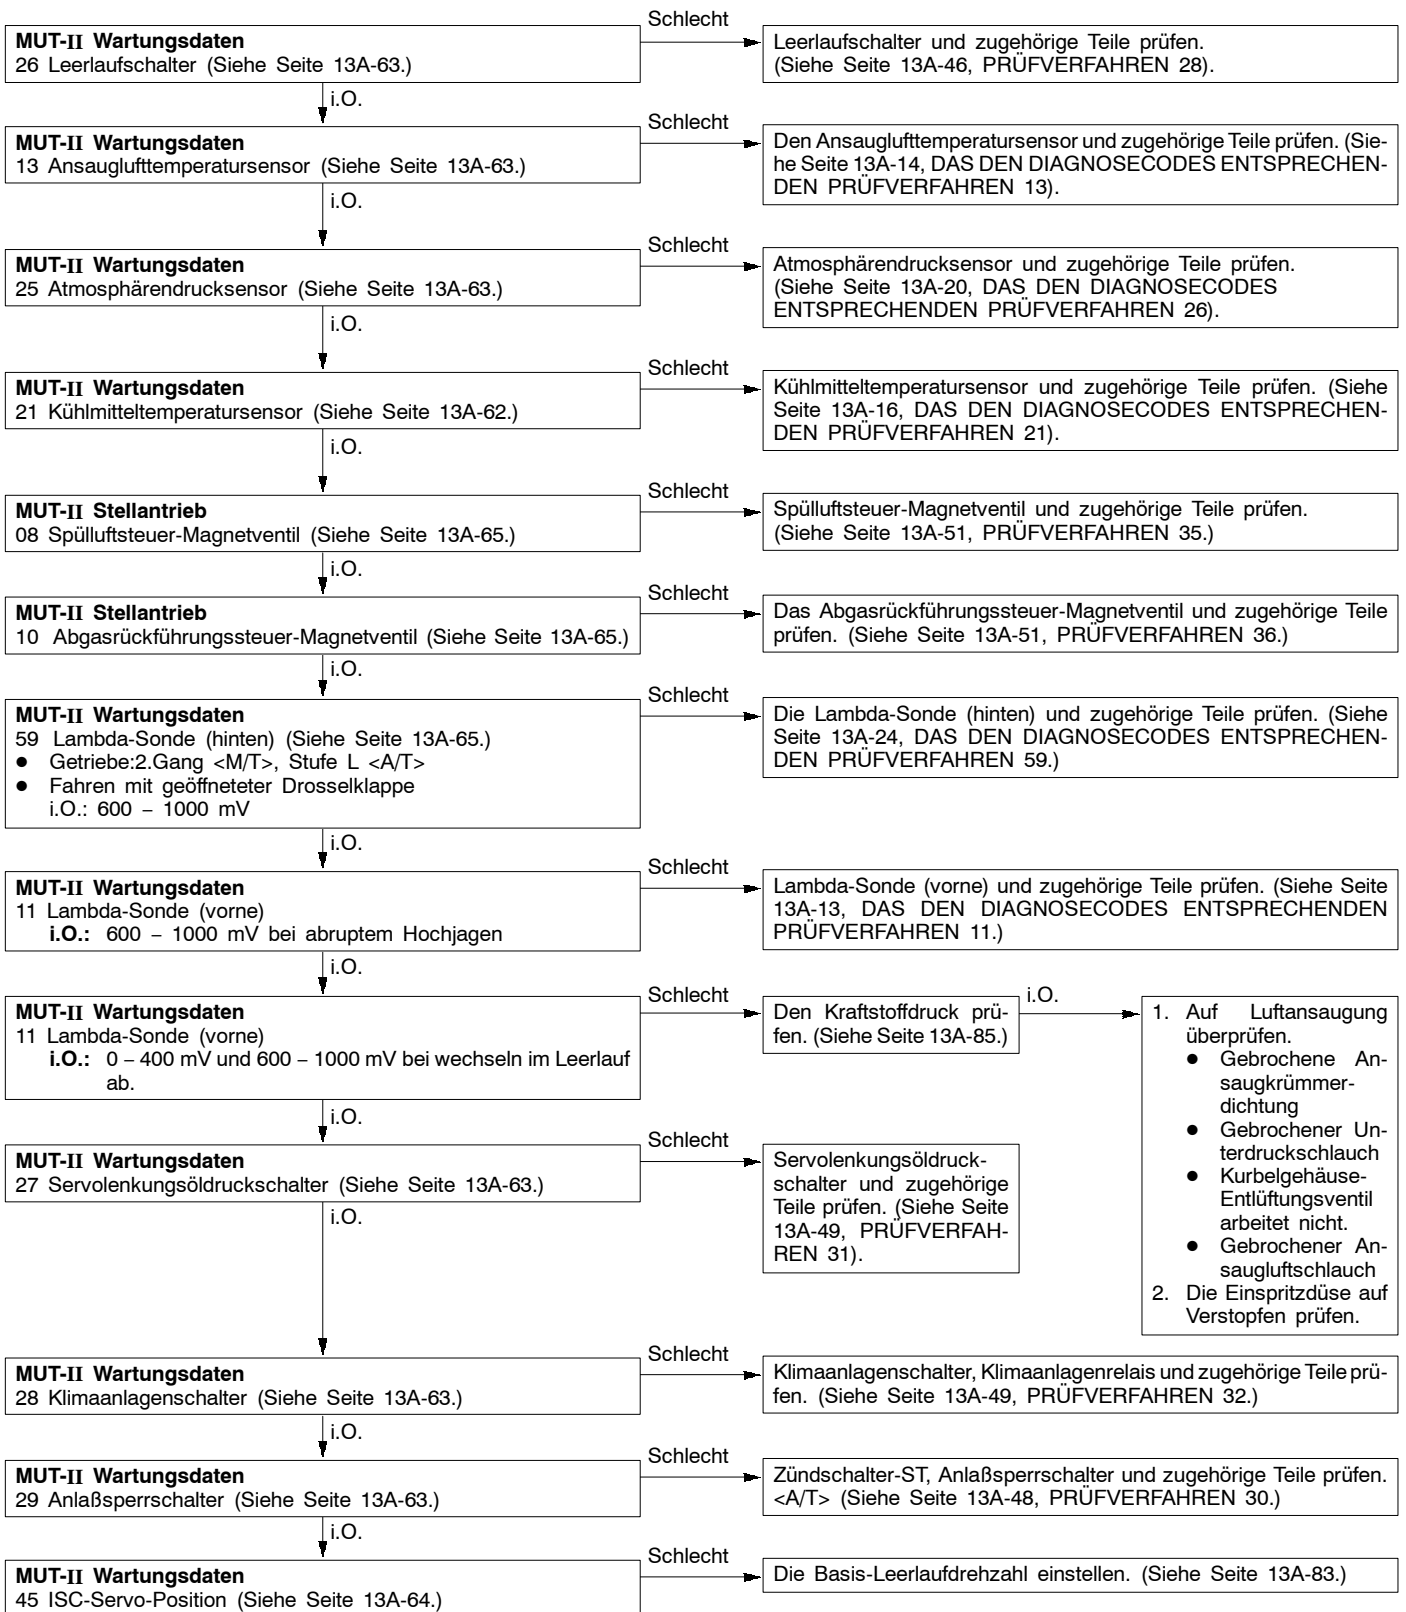 Schlecht
MUT-II Wartungsdaten
26 Leerlaufschalter (Siehe Seite 13A-63.)
Leerlaufschalter und zugehörige Teile prüfen.
(Siehe Seite 13A-46, PRÜFVERFAHREN 28).
i.O.
Schlecht
MUT-II Wartungsdaten
13 Ansauglufttemperatursensor (Siehe Seite 13A-63.)
Den Ansauglufttemperatursensor und zugehörige Teile prüfen. (Sie-
he Seite 13A-14, DAS DEN DIAGNOSECODES ENTSPRECHEN-
DEN PRÜFVERFAHREN 13).
i.O.
Schlecht
MUT-II Wartungsdaten
25 Atmosphärendrucksensor (Siehe Seite 13A-63.)
Atmosphärendrucksensor und zugehörige Teile prüfen.
(Siehe Seite 13A-20, DAS DEN DIAGNOSECODES
ENTSPRECHENDEN PRÜFVERFAHREN 26).
i.O.
Schlecht
MUT-II Wartungsdaten
21 Kühlmitteltemperatursensor (Siehe Seite 13A-62.)
Kühlmitteltemperatursensor und zugehörige Teile prüfen. (Siehe
Seite 13A-16, DAS DEN DIAGNOSECODES ENTSPRECHEN-
DEN PRÜFVERFAHREN 21).
i.O.
Schlecht
MUT-II Stellantrieb
08 Spülluftsteuer-Magnetventil (Siehe Seite 13A-65.)
Spülluftsteuer-Magnetventil und zugehörige Teile prüfen.
(Siehe Seite 13A-51, PRÜFVERFAHREN 35.)
i.O.
Schlecht
MUT-II Stellantrieb
10 Abgasrückführungssteuer-Magnetventil (Siehe Seite 13A-65.)
Das Abgasrückführungssteuer-Magnetventil und zugehörige Teile
prüfen. (Siehe Seite 13A-51, PRÜFVERFAHREN 36.)
i.O.
Schlecht
MUT-II Wartungsdaten
59 Lambda-Sonde (hinten) (Siehe Seite 13A-65.)
● Getriebe:2.Gang <M/T>, Stufe L <A/T>
● Fahren mit geöffneteter Drosselklappe
i.O.: 600 – 1000 mV
Die Lambda-Sonde (hinten) und zugehörige Teile prüfen. (Siehe
Seite 13A-24, DAS DEN DIAGNOSECODES ENTSPRECHEN-
DEN PRÜFVERFAHREN 59.)
i.O.
Schlecht
MUT-II Wartungsdaten
11 Lambda-Sonde (vorne)
i.O.: 600 – 1000 mV bei abruptem Hochjagen
Lambda-Sonde (vorne) und zugehörige Teile prüfen. (Siehe Seite
13A-13, DAS DEN DIAGNOSECODES ENTSPRECHENDEN
PRÜFVERFAHREN 11.)
i.O.
Schlecht
MUT-II Wartungsdaten
11 Lambda-Sonde (vorne)
i.O.: 0 – 400 mV und 600 – 1000 mV bei wechseln im Leerlauf
ab.
Den Kraftstoffdruck prü-
fen. (Siehe Seite 13A-85.)
i.O.
1. Auf Luftansaugung
überprüfen.
● Gebrochene An-
saugkrümmer-
dichtung
● Gebrochener Un-
terdruckschlauch
● Kurbelgehäuse-
Entlüftungsventil
arbeitet nicht.
● Gebrochener An-
saugluftschlauch
2. Die Einspritzdüse auf
Verstopfen prüfen.
i.O.
Schlecht
MUT-II Wartungsdaten
27 Servolenkungsöldruckschalter (Siehe Seite 13A-63.)
Servolenkungsöldruck-
schalter und zugehörige
Teile prüfen. (Siehe Seite
13A-49, PRÜFVERFAH-
REN 31).
i.O.
Schlecht
MUT-II Wartungsdaten
28 Klimaanlagenschalter (Siehe Seite 13A-63.)
Klimaanlagenschalter, Klimaanlagenrelais und zugehörige Teile prü-
fen. (Siehe Seite 13A-49, PRÜFVERFAHREN 32.)
i.O.
Schlecht
MUT-II Wartungsdaten
29 Anlaßsperrschalter (Siehe Seite 13A-63.)
Zündschalter-ST, Anlaßsperrschalter und zugehörige Teile prüfen.
<A/T> (Siehe Seite 13A-48, PRÜFVERFAHREN 30.)
i.O.
Schlecht
MUT-II Wartungsdaten
45 ISC-Servo-Position (Siehe Seite 13A-64.)
Die Basis-Leerlaufdrehzahl einstellen. (Siehe Seite 13A-83.)